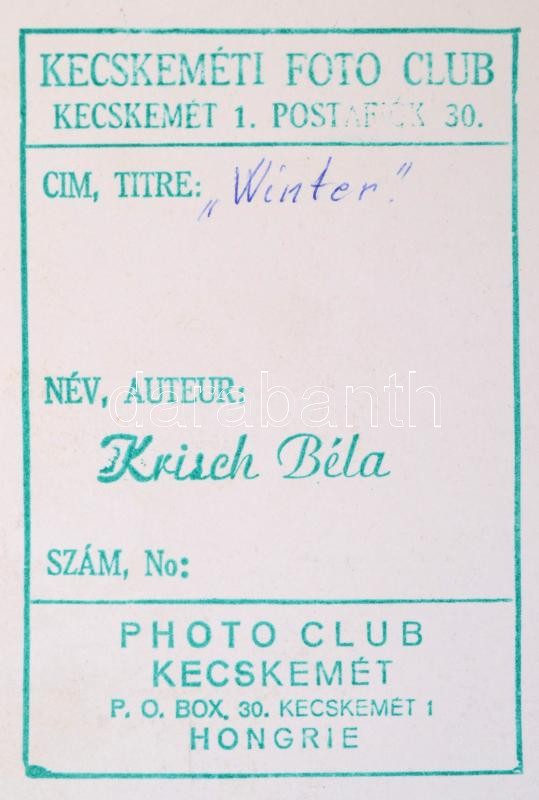 KECSKEMÉTI FOTO CLUB
KECSKEMÉT 1. POSTAFIÓK 30.
CIM, TITRE: „Winter."
NÉV, AUTEUR:
darabanth
Krisch Béla
SZÁM, No:
PHOTO CLUB
KECSKEMÉT
P. O. BOX. 30. KECSKEMÉT 1
HONGRIE